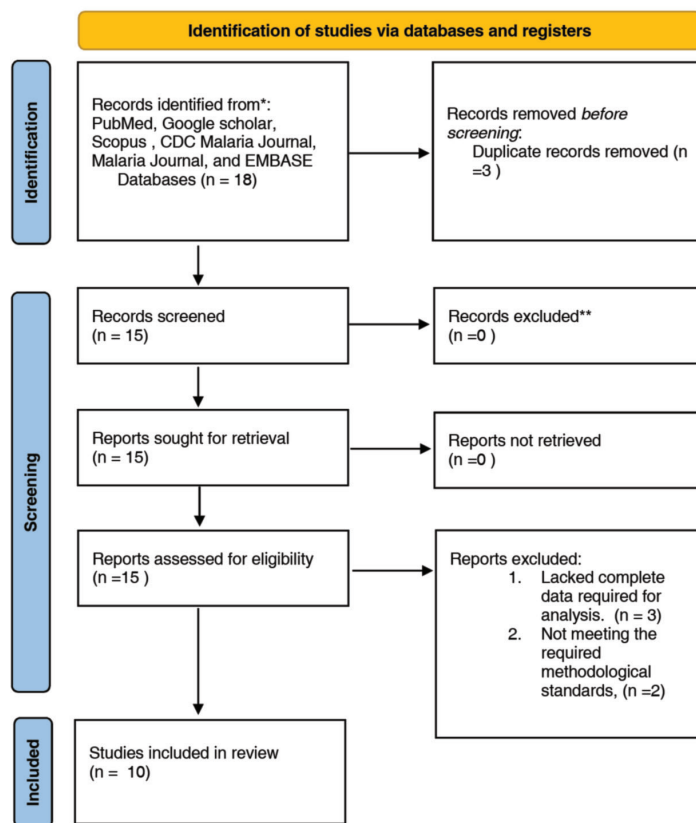 Identification of studies via databases and registers
Identification
Records identified from*:
PubMed, Google scholar,
Scopus , CDC Malaria Journal,
Malaria Journal, and EMBASE
Databases (n = 18)
Records removed before
screening:
Duplicate records removed (n
=3 )
Screening
Records screened
(n = 15)
Records excluded**
(n =0 )
Reports sought for retrieval
(n = 15)
Reports not retrieved
(n =0 )
Reports assessed for eligibility
(n =15 )
Reports excluded:
1. Lacked complete
data required for
analysis. (n = 3)
2. Not meeting the
required
methodological
standards, (n =2)
Included
Studies included in review
(n = 10)